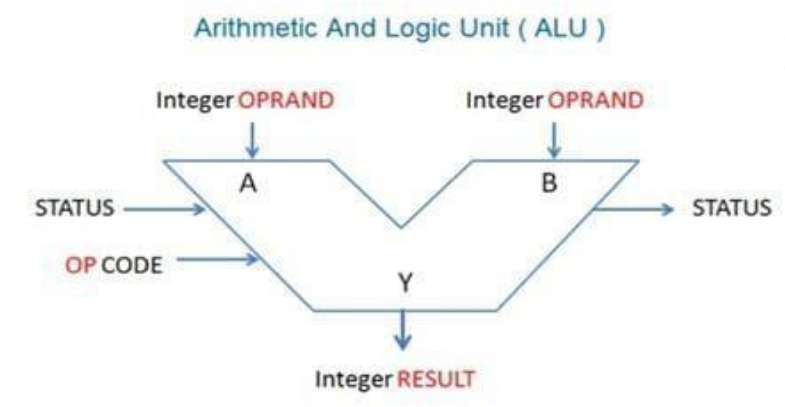 Arithmetic And Logic Unit ( ALU )
Integer OPRAND
Integer OPRAND
A
B
STATUS
STATUS
OP CODE
Y
Integer RESULT